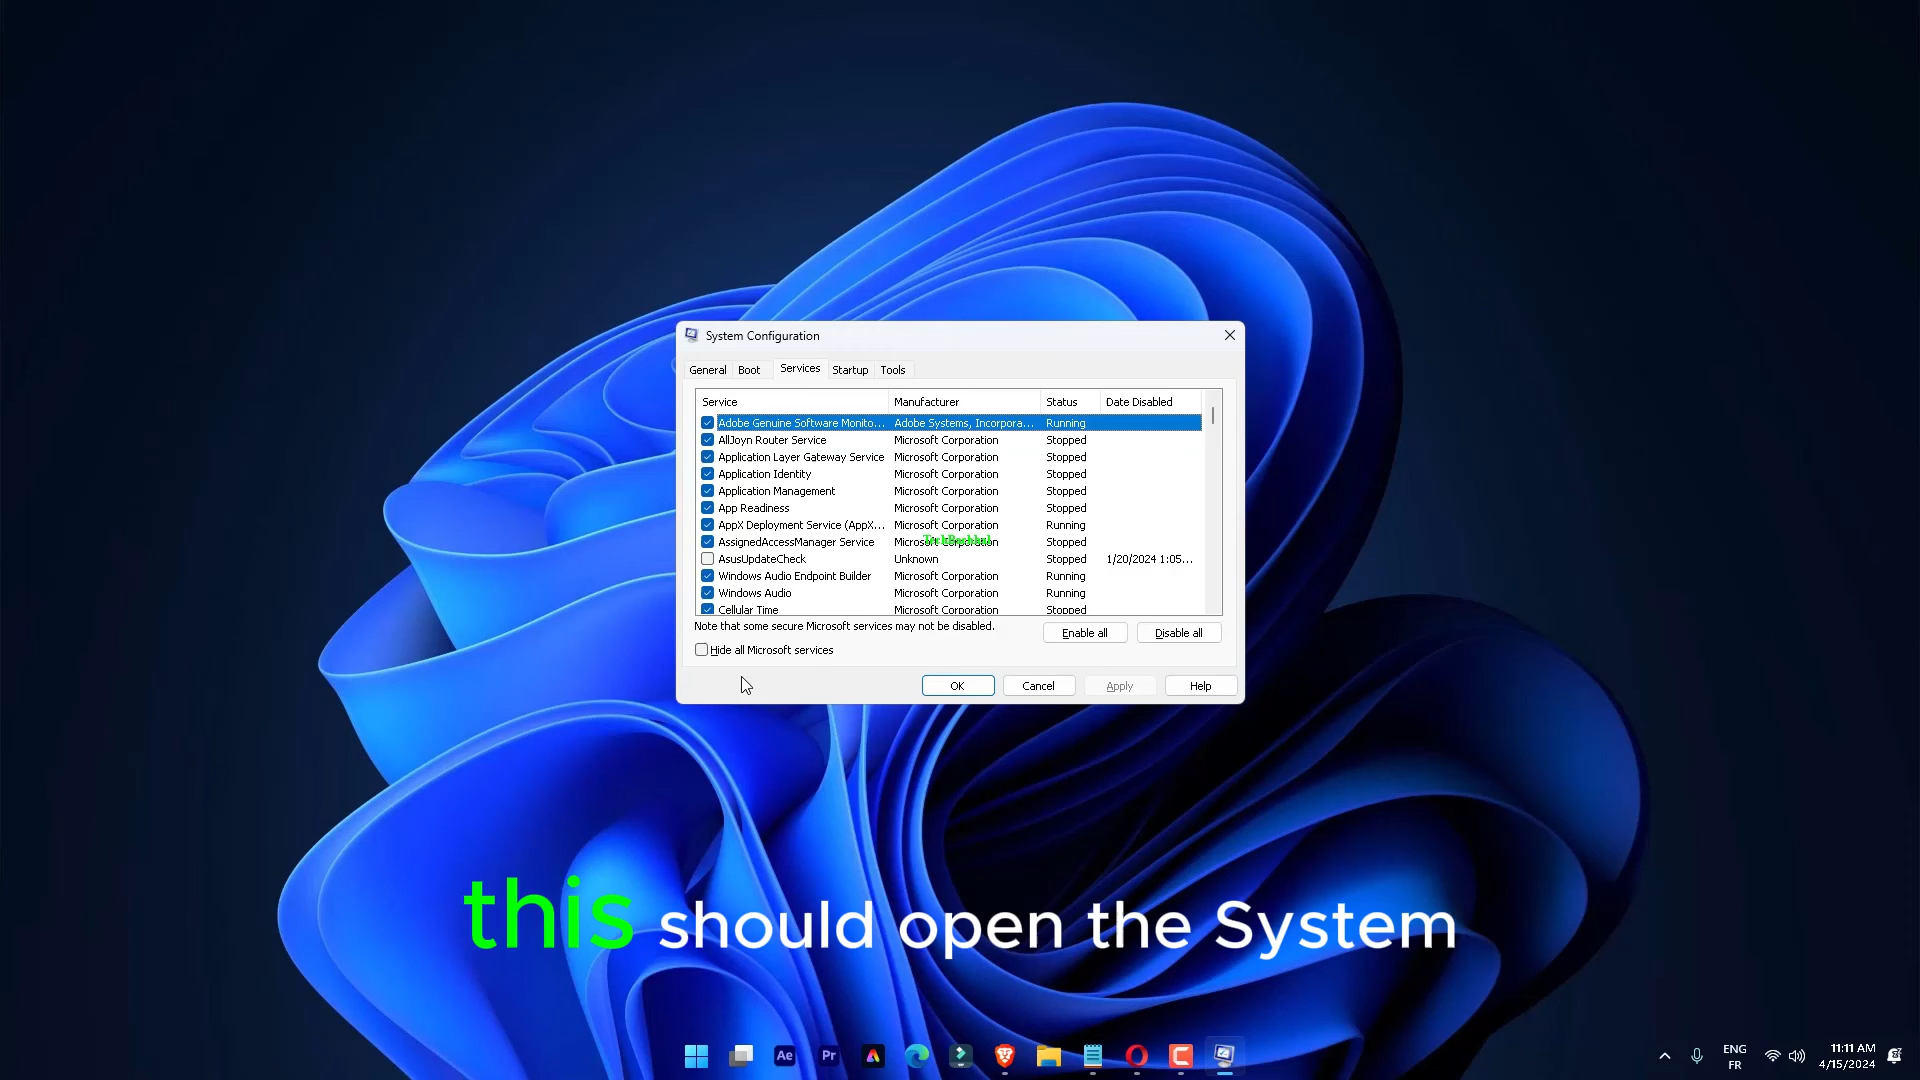 System Configuration
General Boot Services Startup Tools
Service Manufacturer Status Date Disabled
Adobe Genuine Software Monito... Adobe Systems, Incorpora... Running
AllJoyn Router Service Microsoft Corporation Stopped
Application Layer Gateway Service Microsoft Corporation Stopped
Application Identity Microsoft Corporation Stopped
Application Management Microsoft Corporation Stopped
App Readiness Microsoft Corporation Stopped
AppX Deployment Service (AppX... Microsoft Corporation Running
AssignedAccessManager Service Microsoft Corporation Stopped
AsusUpdateCheck Unknown Stopped 1/20/2024 1:05...
Windows Audio Endpoint Builder Microsoft Corporation Running
Windows Audio Microsoft Corporation Running
Cellular Time Microsoft Corporation Stopped
Note that some secure Microsoft services may not be disabled.
Enable all Disable all
Hide all Microsoft services
OK Cancel Apply Help
this should open the System
Ae Pr
ENG
FR
11:11 AM
4/15/2024